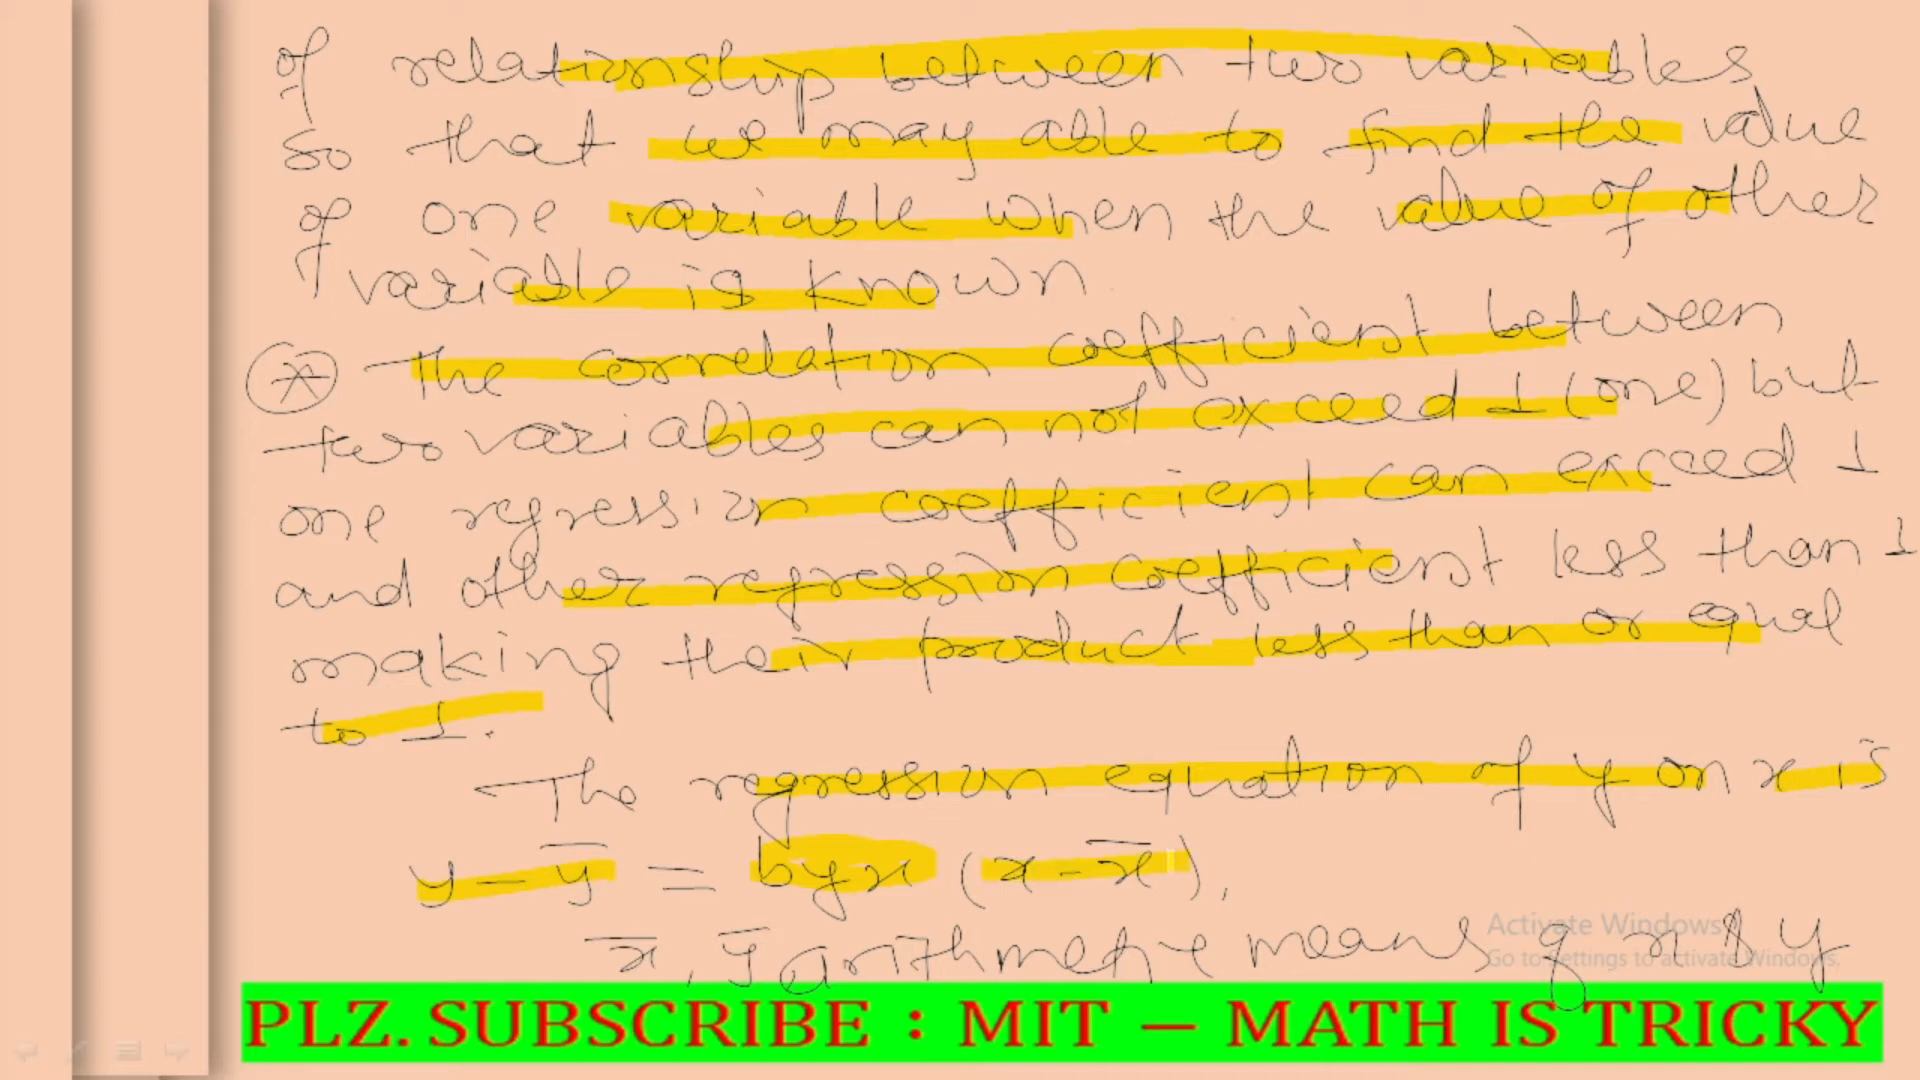 of relationship between two variables
so that we may able to find the value
of one variable when the value of other
variable is known
* The correlation coefficient between
two variables can not exceed 1 (one) but
one regression coefficient can exceed 1
and other regression coefficient less than 1
making their product less than or equal
to 1.
The regression equation of y on x is
y - ȳ = byx (x - x̄),
x̄, ȳ arithmetic means of x & y
Activate Windows
Go to Settings to activate Windows.
PLZ. SUBSCRIBE : MIT – MATH IS TRICKY